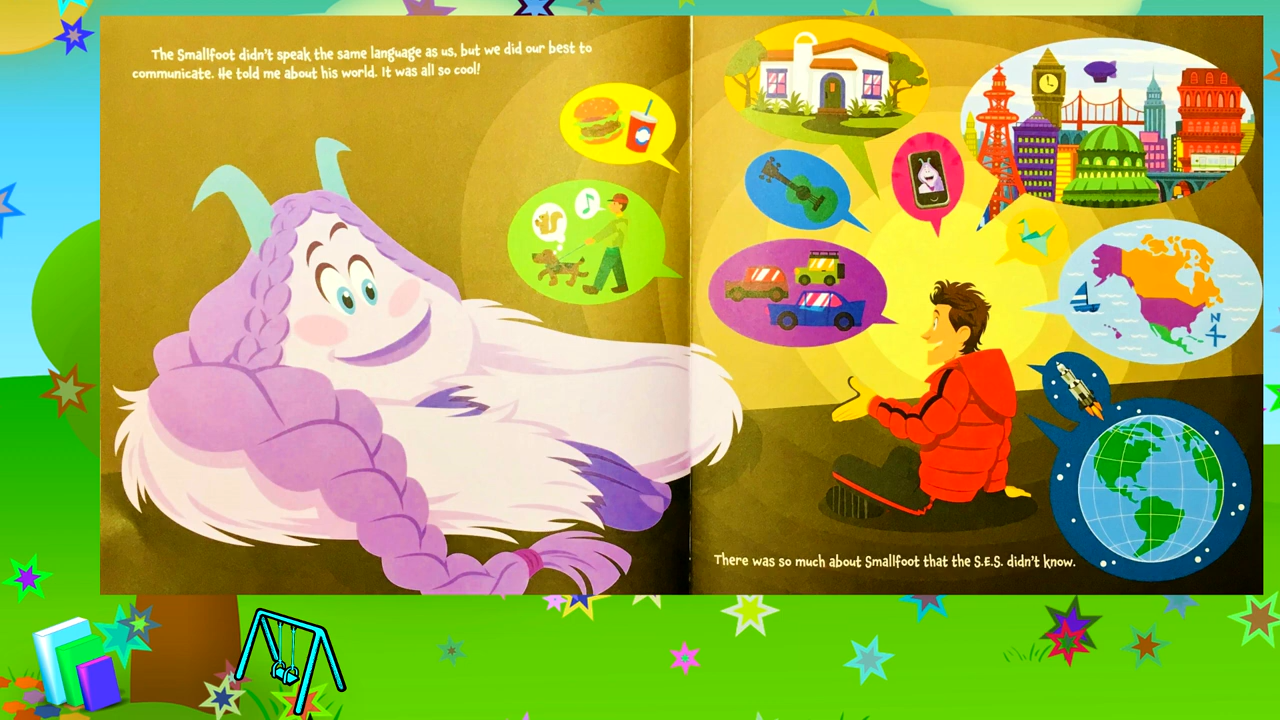 The Smallfoot didn't speak the same language as us, but we did our best to
communicate. He told me about his world. It was all so cool!
N
There was so much about Smallfoot that the S.E.S. didn't know.